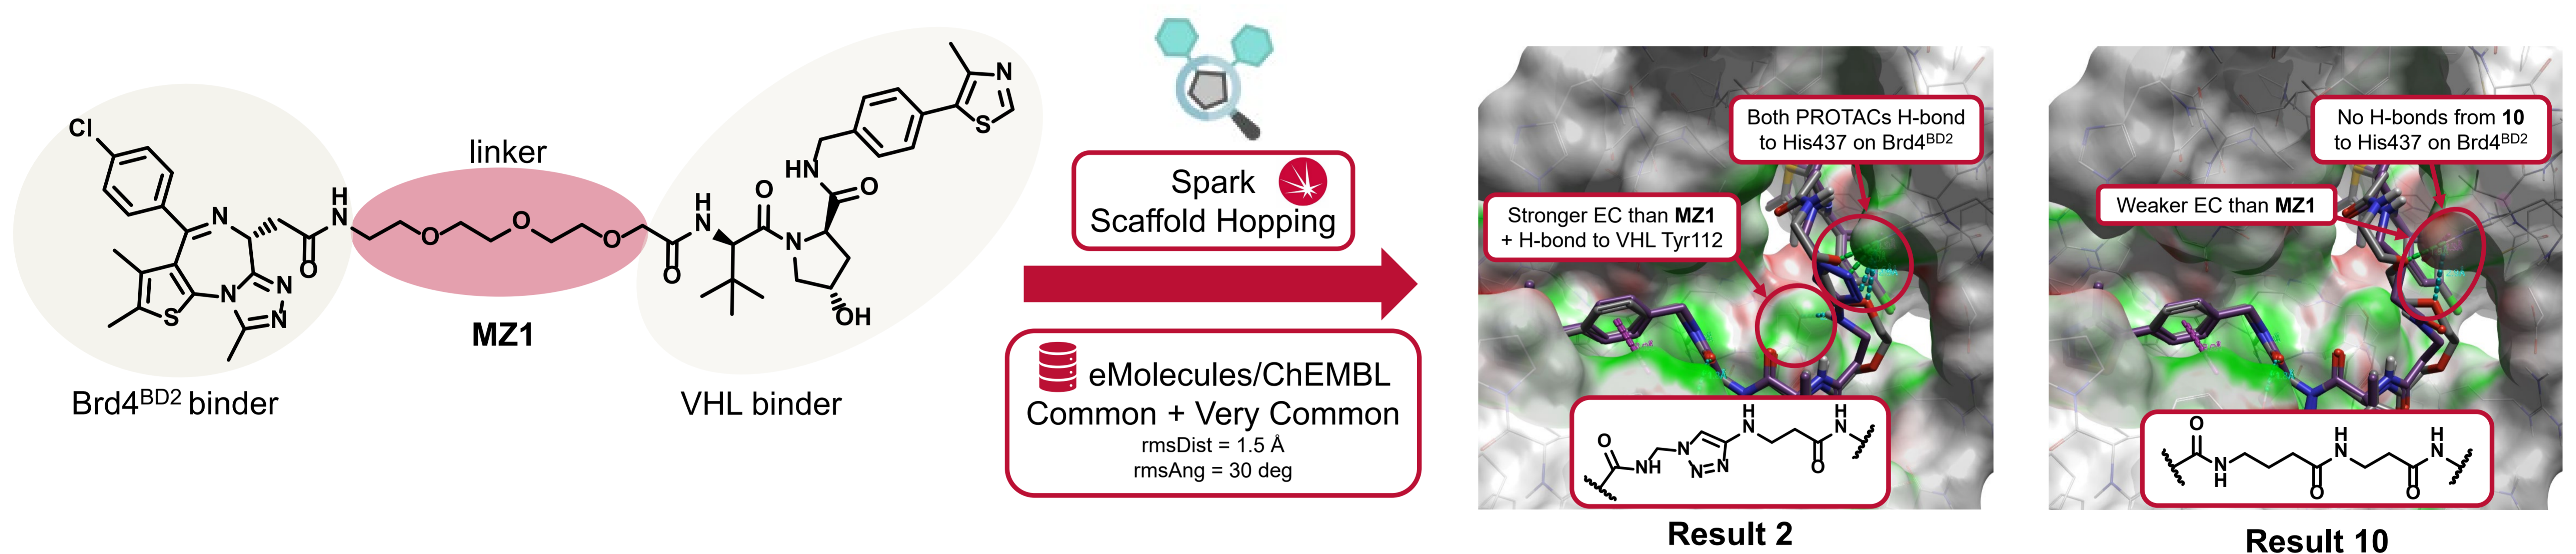 Cl
N
S
N
N
N
O
H
N
linker
O
O
O
MZ1
O
H
N
O
N
OH
O
HN
N
S
Brd4BD2 binder
VHL binder
Spark
Scaffold Hopping
eMolecules/ChEMBL
Common + Very Common
rmsDist = 1.5 Å
rmsAng = 30 deg
Both PROTACs H-bond
to His437 on Brd4BD2
Stronger EC than MZ1
+ H-bond to VHL Tyr112
O
NH
N
N=N
H
N
O
H
N
Result 2
No H-bonds from 10
to His437 on Brd4BD2
Weaker EC than MZ1
O
N
H
O
H
N
O
H
N
Result 10